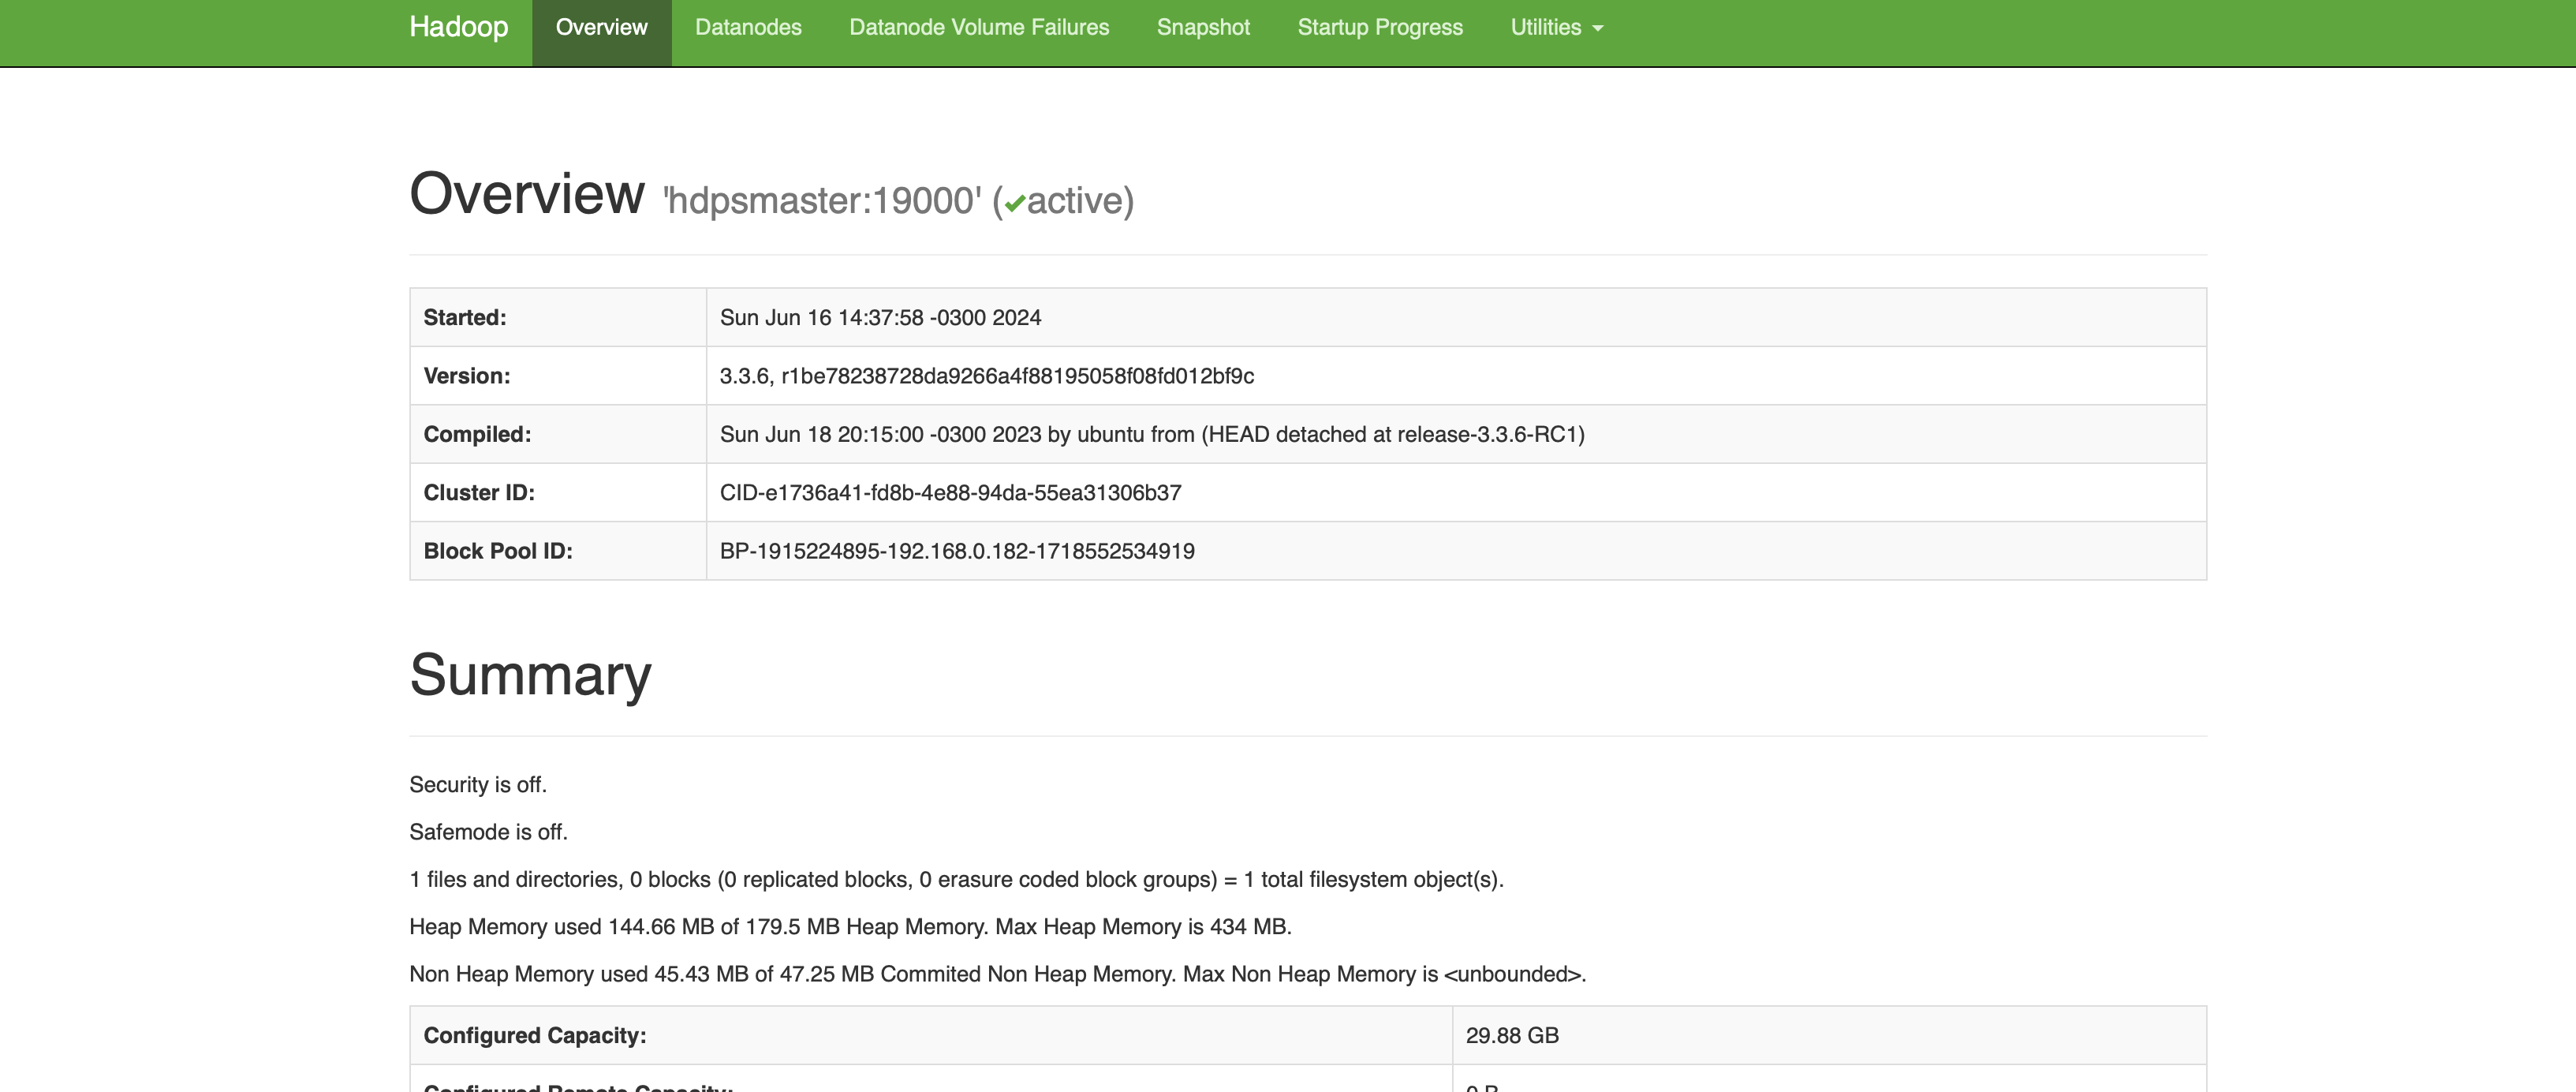 Hadoop Overview Datanodes Datanode Volume Failures Snapshot Startup Progress Utilities
Overview 'hdpsmaster:19000' (✔active)
Started: Sun Jun 16 14:37:58 -0300 2024
Version: 3.3.6, r1be78238728da9266a4f88195058f08fd012bf9c
Compiled: Sun Jun 18 20:15:00 -0300 2023 by ubuntu from (HEAD detached at release-3.3.6-RC1)
Cluster ID: CID-e1736a41-fd8b-4e88-94da-55ea31306b37
Block Pool ID: BP-1915224895-192.168.0.182-1718552534919
Summary
Security is off.
Safemode is off.
1 files and directories, 0 blocks (0 replicated blocks, 0 erasure coded block groups) = 1 total filesystem object(s).
Heap Memory used 144.66 MB of 179.5 MB Heap Memory. Max Heap Memory is 434 MB.
Non Heap Memory used 45.43 MB of 47.25 MB Commited Non Heap Memory. Max Non Heap Memory is <unbounded>.
Configured Capacity: 29.88 GB
Configured Remote Capacity: 0 B